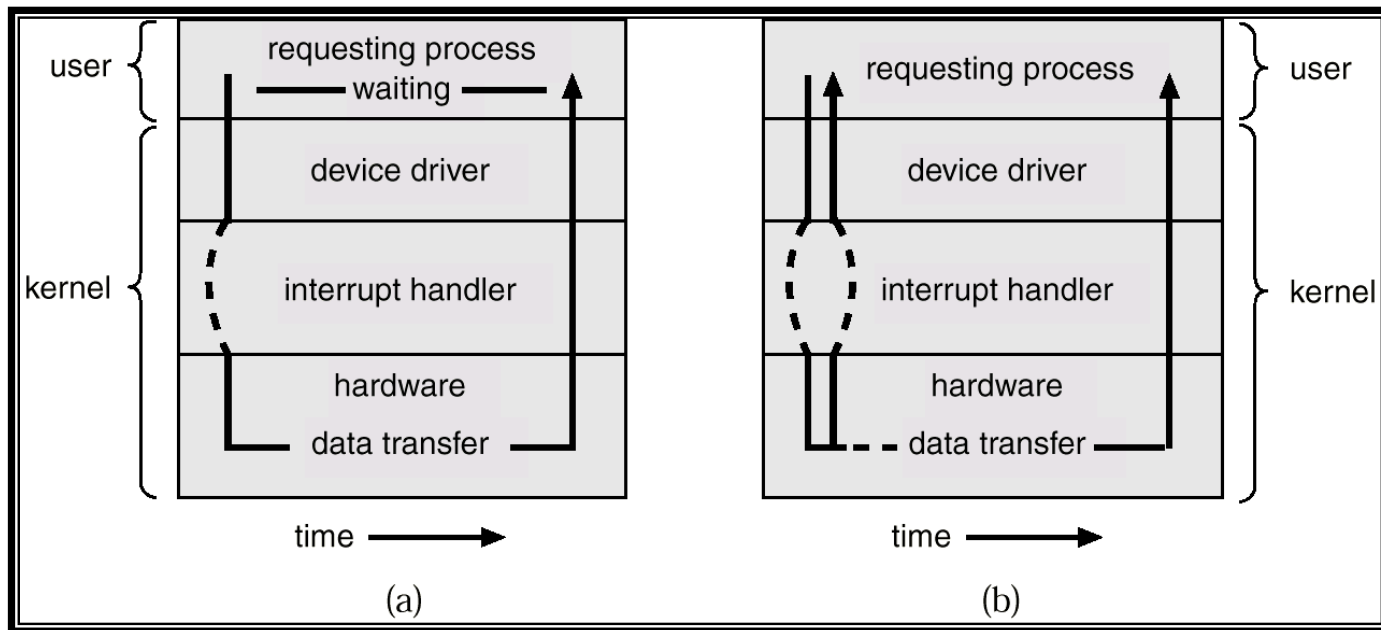 user
requesting process
waiting
device driver
kernel
interrupt handler
hardware
data transfer
time
(a)
requesting process
user
device driver
interrupt handler
kernel
hardware
data transfer
time
(b)